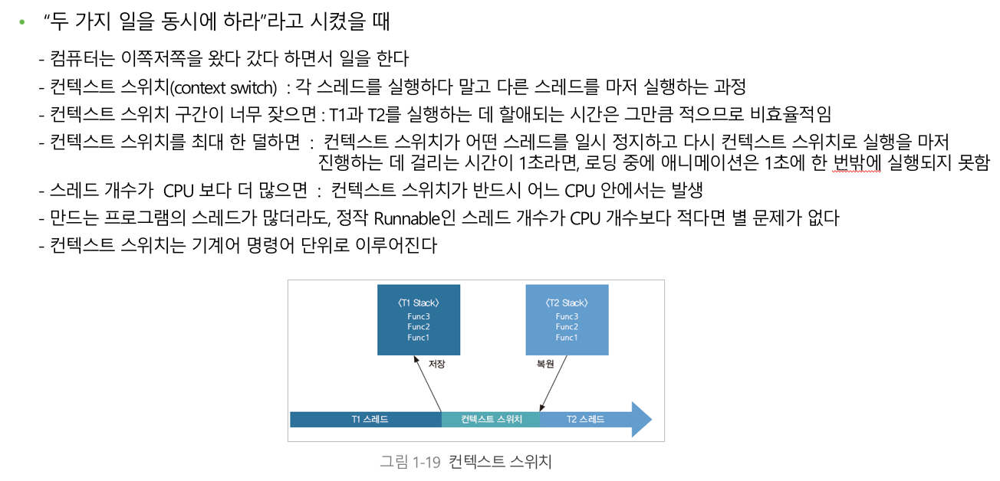 • “두 가지 일을 동시에 하라”라고 시켰을 때
- 컴퓨터는 이쪽저쪽을 왔다 갔다 하면서 일을 한다
- 컨텍스트 스위치(context switch) : 각 스레드를 실행하다 말고 다른 스레드를 마저 실행하는 과정
- 컨텍스트 스위치 구간이 너무 잦으면 : T1과 T2를 실행하는 데 할애되는 시간은 그만큼 적으므로 비효율적임
- 컨텍스트 스위치를 최대 한 덜하면 : 컨텍스트 스위치가 어떤 스레드를 일시 정지하고 다시 컨텍스트 스위치로 실행을 마저
진행하는 데 걸리는 시간이 1초라면, 로딩 중에 애니메이션은 1초에 한 번밖에 실행되지 못함
- 스레드 개수가 CPU 보다 더 많으면 : 컨텍스트 스위치가 반드시 어느 CPU 안에서는 발생
- 만드는 프로그램의 스레드가 많더라도, 정작 Runnable인 스레드 개수가 CPU 개수보다 적다면 별 문제가 없다
- 컨텍스트 스위치는 기계어 명령어 단위로 이루어진다
〈T1 Stack〉
Func3
Func2
Func1
〈T2 Stack〉
Func3
Func2
Func1
저장
복원
T1 스레드
컨텍스트 스위치
T2 스레드
그림 1-19 컨텍스트 스위치